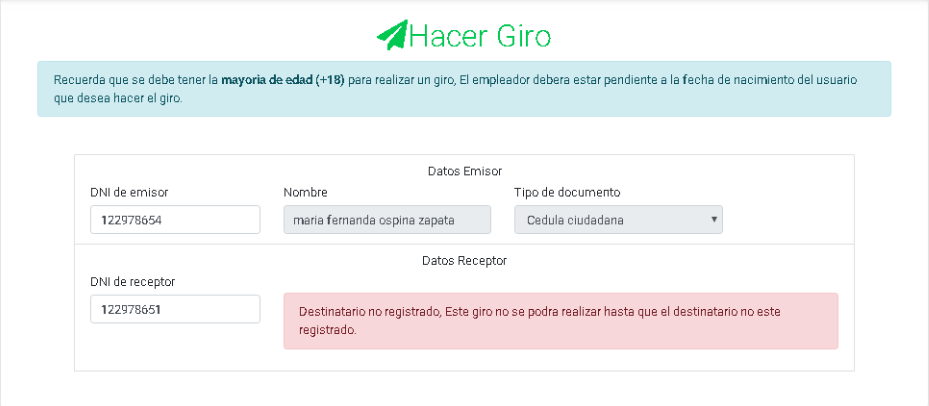 Hacer Giro
Recuerda que se debe tener la mayoria de edad (+18) para realizar un giro, El empleador debera estar pendiente a la fecha de nacimiento del usuario
que desea hacer el giro.
Datos Emisor
DNI de emisor Nombre Tipo de documento
122978654 maria fernanda ospina zapata Cedula ciudadana
Datos Receptor
DNI de receptor
122978651
Destinatario no registrado, Este giro no se podra realizar hasta que el destinatario no este
registrado.